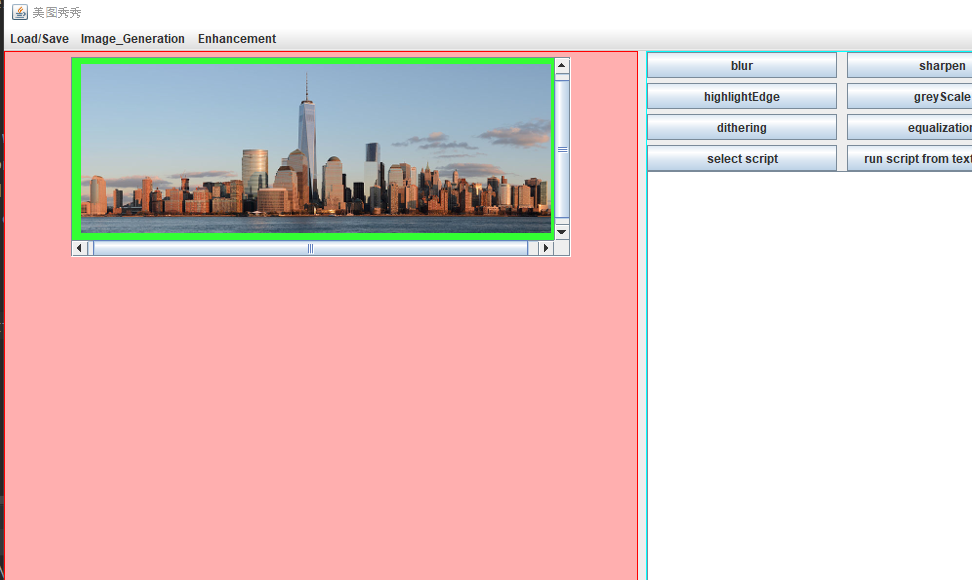 美图秀秀
Load/Save Image_Generation Enhancement
blur sharpen
highlightEdge greyScale
dithering equalization
select script run script from text